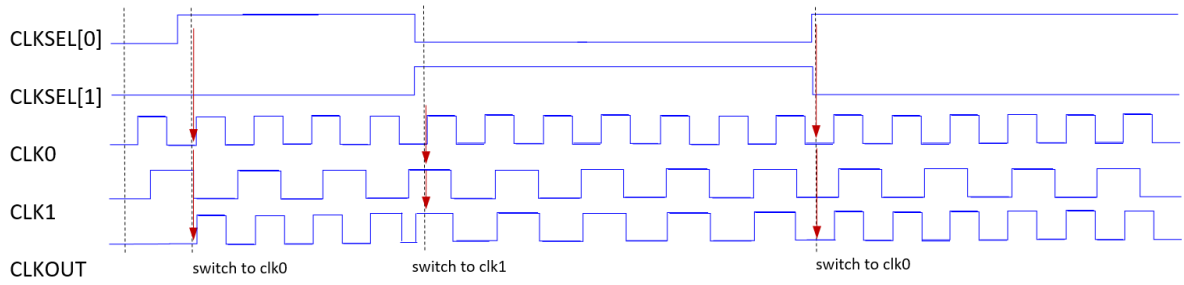 CLKSEL[0]
CLKSEL[1]
CLK0
CLK1
CLKOUT
switch to clk0
switch to clk1
switch to clk0